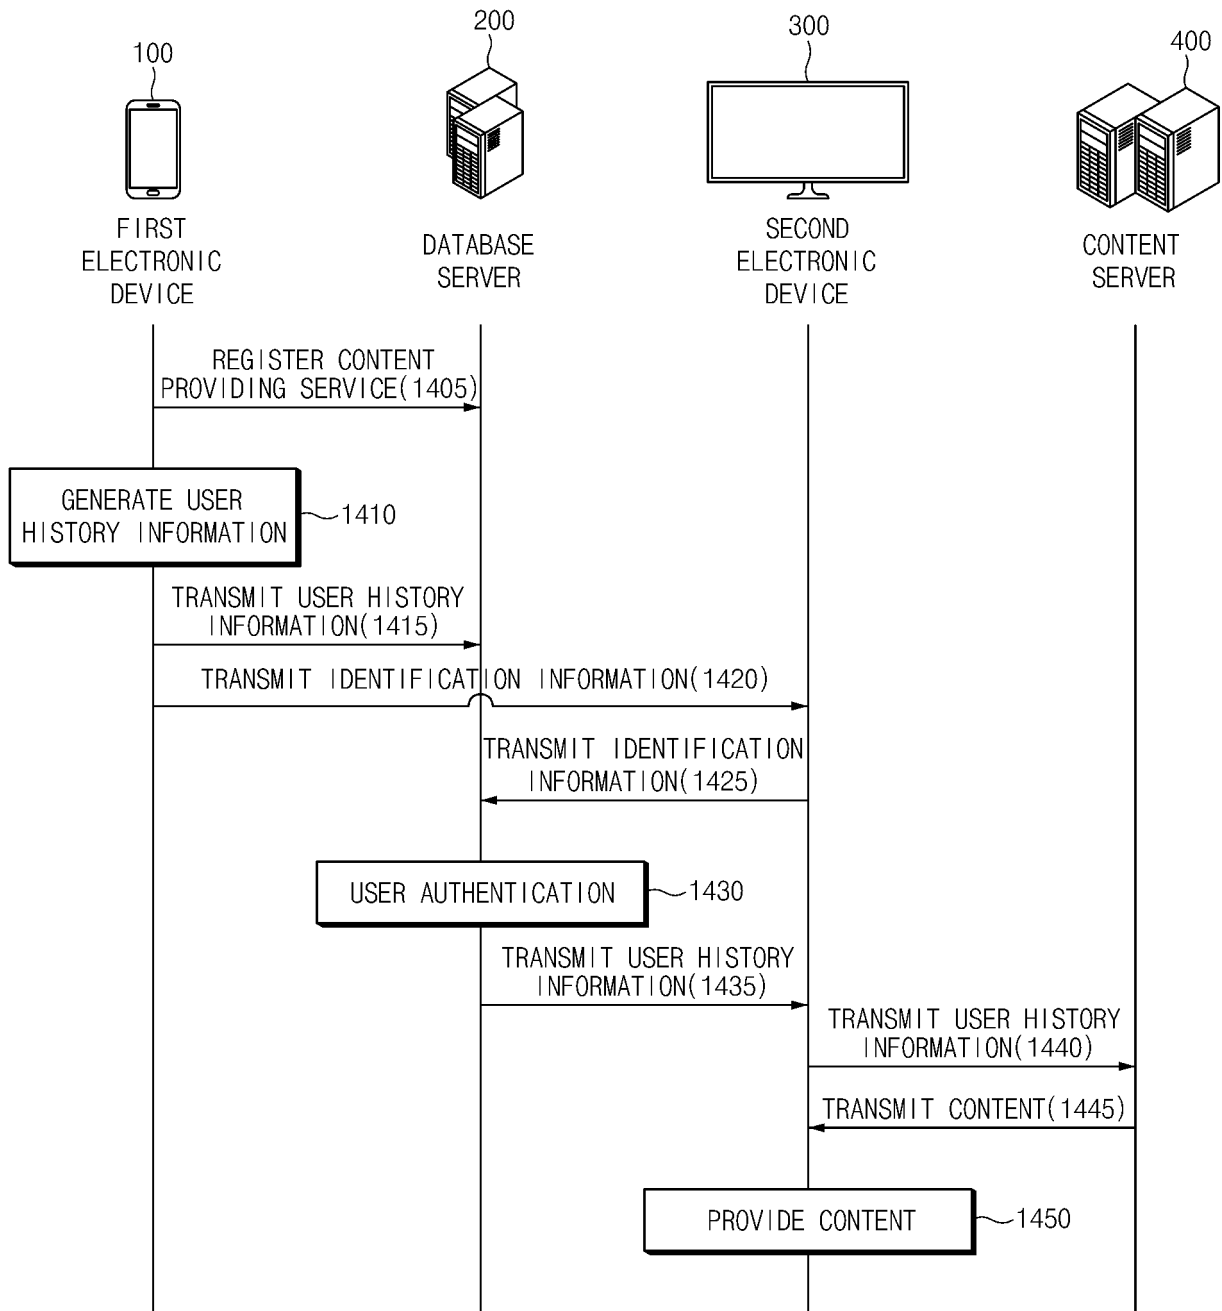 100
200
300
400
FIRST
ELECTRONIC
DEVICE
DATABASE
SERVER
SECOND
ELECTRONIC
DEVICE
CONTENT
SERVER
REGISTER CONTENT
PROVIDING SERVICE(1405)
GENERATE USER
HISTORY INFORMATION
1410
TRANSMIT USER HISTORY
INFORMATION(1415)
TRANSMIT IDENTIFICATION INFORMATION(1420)
TRANSMIT IDENTIFICATION
INFORMATION(1425)
USER AUTHENTICATION
1430
TRANSMIT USER HISTORY
INFORMATION(1435)
TRANSMIT USER HISTORY
INFORMATION(1440)
TRANSMIT CONTENT(1445)
PROVIDE CONTENT
1450